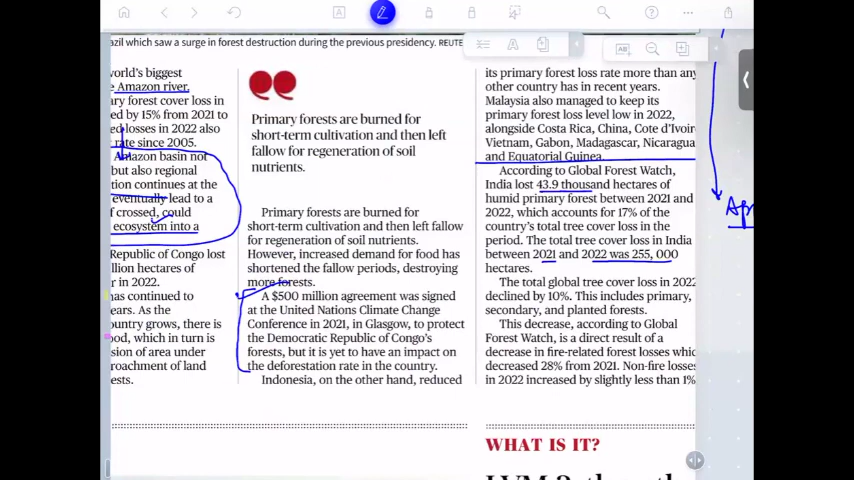 azil which saw a surge in forest destruction during the previous presidency. REUTE
world's biggest
e Amazon river.
ary forest cover loss in
ed by 15% from 2021 to
ed losses in 2022 also
rate since 2005.
Amazon basin not
but also regional
tion continues at the
eventually lead to a
f crossed, could
ecosystem into a
Republic of Congo lost
llion hectares of
r in 2022.
has continued to
ears. As the
ountry grows, there is
od, which in turn is
sion of area under
roachment of land
ests.
Primary forests are burned for
short-term cultivation and then left
fallow for regeneration of soil
nutrients.
Primary forests are burned for
short-term cultivation and then left fallow
for regeneration of soil nutrients.
However, increased demand for food has
shortened the fallow periods, destroying
more forests.
A $500 million agreement was signed
at the United Nations Climate Change
Conference in 2021, in Glasgow, to protect
the Democratic Republic of Congo's
forests, but it is yet to have an impact on
the deforestation rate in the country.
Indonesia, on the other hand, reduced
its primary forest loss rate more than any
other country has in recent years.
Malaysia also managed to keep its
primary forest loss level low in 2022,
alongside Costa Rica, China, Cote d'Ivoir
Vietnam, Gabon, Madagascar, Nicaragua
and Equatorial Guinea.
According to Global Forest Watch,
India lost 43.9 thousand hectares of
humid primary forest between 2021 and
2022, which accounts for 17% of the
country's total tree cover loss in the
period. The total tree cover loss in India
between 2021 and 2022 was 255, 000
hectares.
The total global tree cover loss in 2022
declined by 10%. This includes primary,
secondary, and planted forests.
This decrease, according to Global
Forest Watch, is a direct result of a
decrease in fire-related forest losses whic
decreased 28% from 2021. Non-fire losses
in 2022 increased by slightly less than 1%
WHAT IS IT?
Afr